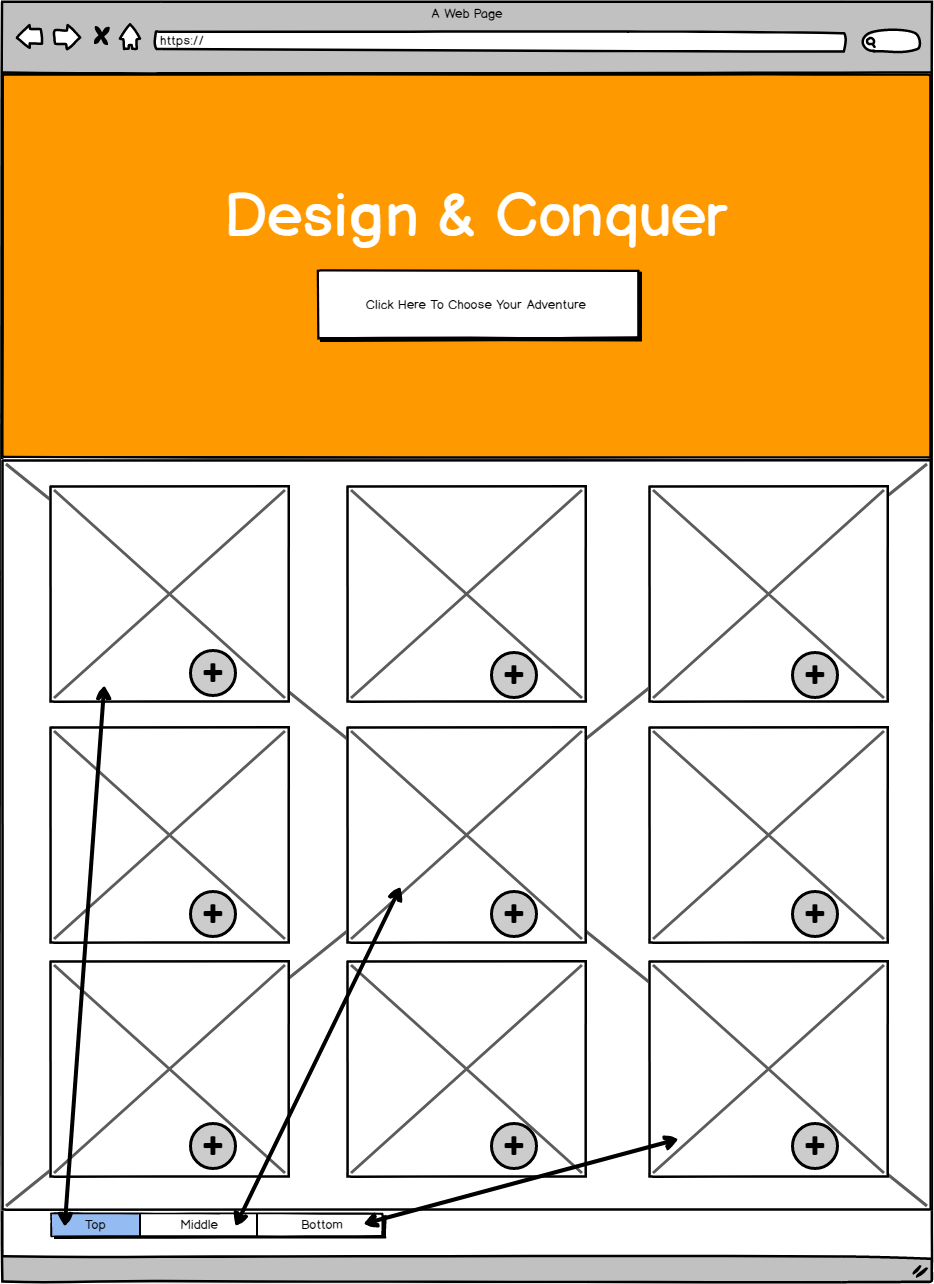 A Web Page
https://
Design & Conquer
Click Here To Choose Your Adventure
Top Middle Bottom